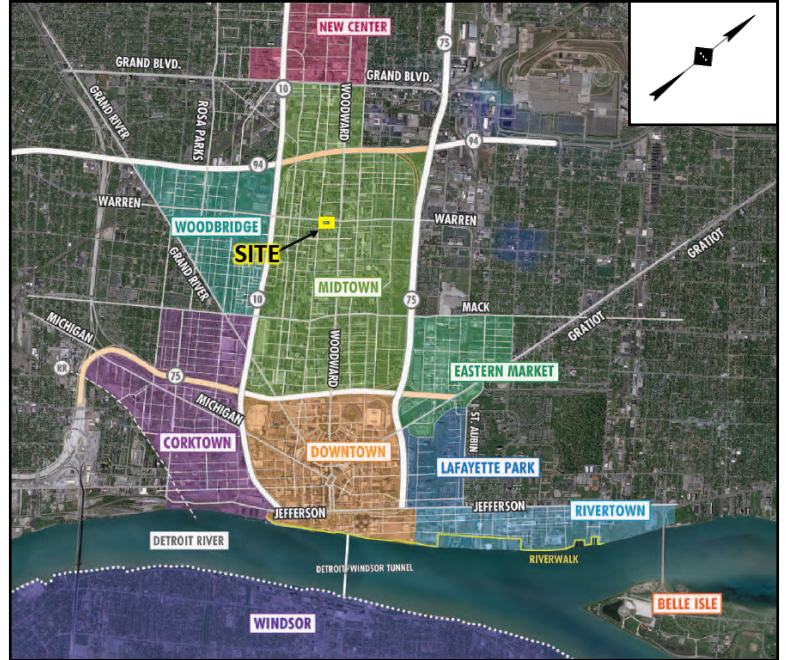 NEW CENTER
75
GRAND BLVD.
GRAND BLVD.
10
WOODWARD
GRAND RIVER
ROSA PARKS
94
94
WARREN
WARREN
WOODBRIDGE
SITE
GRAND RIVER
GRATIOT
MIDTOWN
10
75
MACK
MICHIGAN
GRATIOT
WOODWARD
RR
75
EASTERN MARKET
MICHIGAN
ST. AUBIN
CORKTOWN
DOWNTOWN
LAFAYETTE PARK
JEFFERSON
JEFFERSON
RIVERTOWN
DETROIT RIVER
RIVERWALK
DETROIT/WINDSOR TUNNEL
BELLE ISLE
WINDSOR